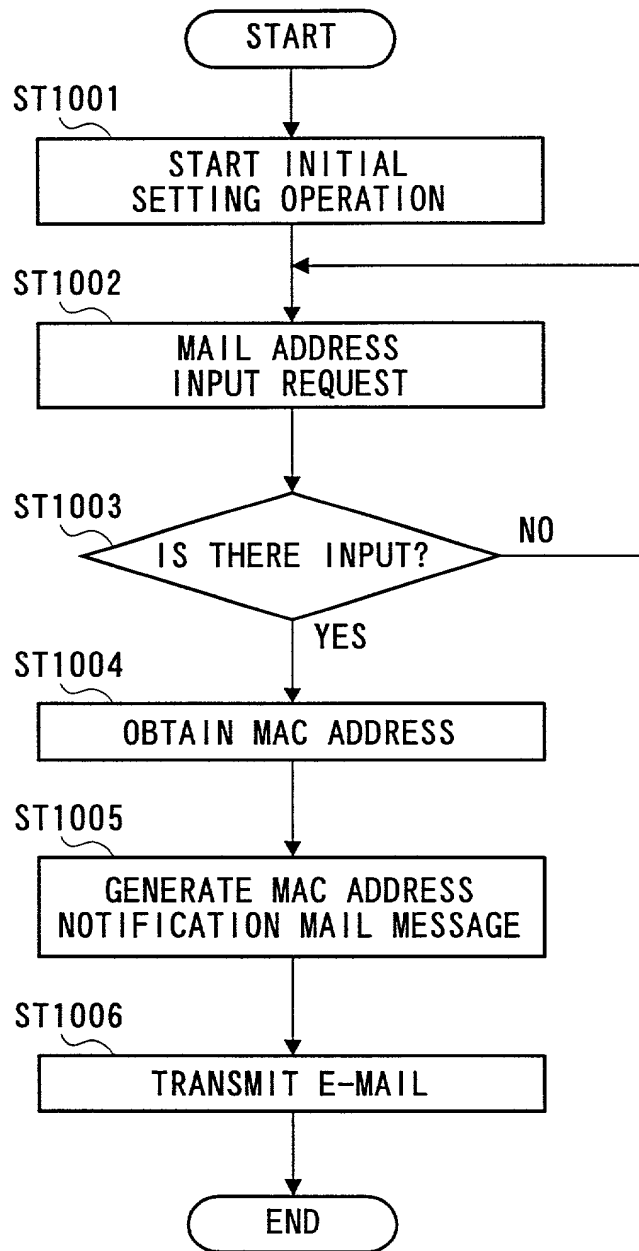 START
ST1001
START INITIAL
SETTING OPERATION
ST1002
MAIL ADDRESS
INPUT REQUEST
ST1003
IS THERE INPUT?
NO
YES
ST1004
OBTAIN MAC ADDRESS
ST1005
GENERATE MAC ADDRESS
NOTIFICATION MAIL MESSAGE
ST1006
TRANSMIT E-MAIL
END